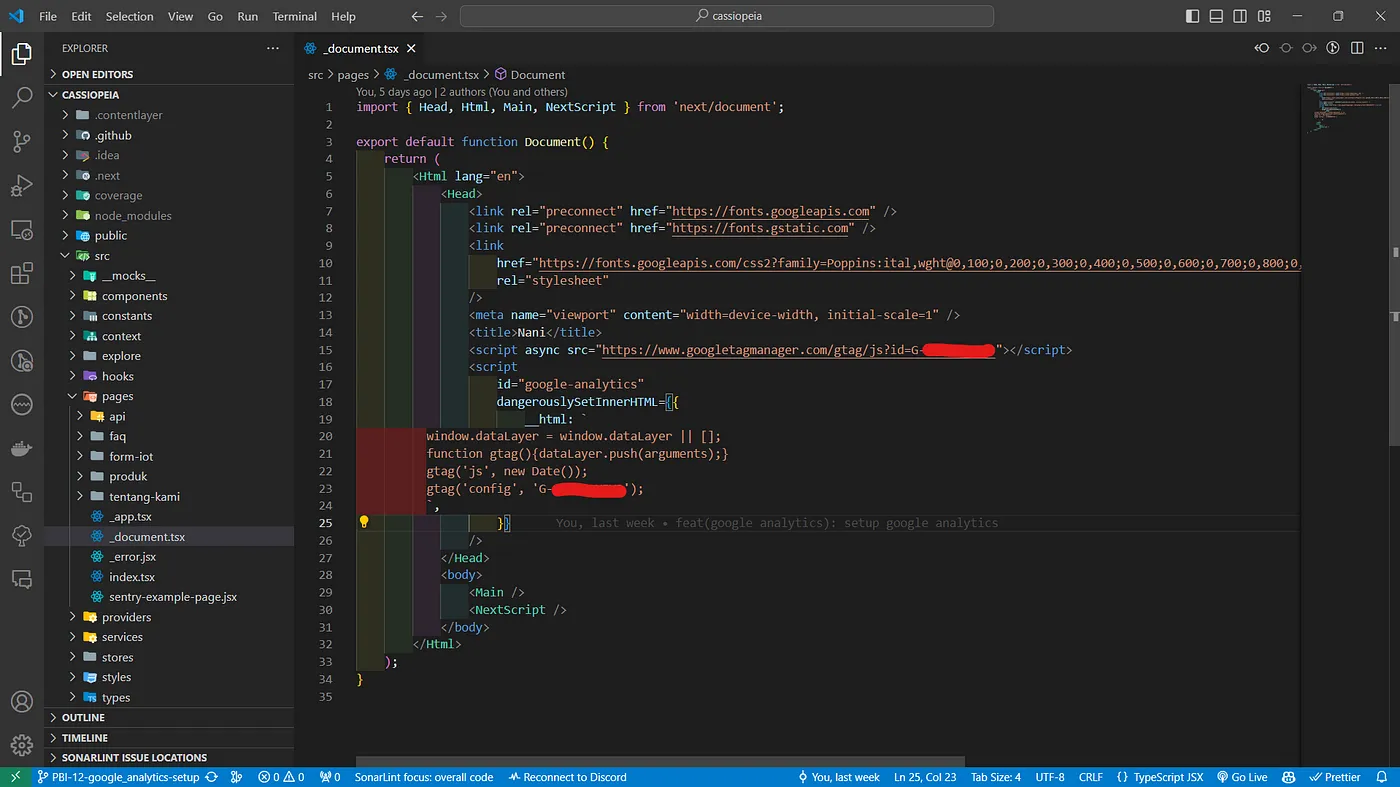 File Edit Selection View Go Run Terminal Help
cassiopeia
EXPLORER
OPEN EDITORS
CASSIOPEIA
.contentlayer
.github
.idea
.next
coverage
node_modules
public
src
__mocks__
components
constants
context
explore
hooks
pages
api
faq
form-iot
produk
tentang-kami
_app.tsx
_document.tsx
_error.jsx
index.tsx
sentry-example-page.jsx
providers
services
stores
styles
types
OUTLINE
TIMELINE
SONARLINT ISSUE LOCATIONS
_document.tsx
src > pages > _document.tsx > Document
You, 5 days ago | 2 authors (You and others)
1 import { Head, Html, Main, NextScript } from 'next/document';
2
3 export default function Document() {
4 return (
5 <Html lang="en">
6 <Head>
7 <link rel="preconnect" href="https://fonts.googleapis.com" />
8 <link rel="preconnect" href="https://fonts.gstatic.com" />
9 <link
10 href="https://fonts.googleapis.com/css2?family=Poppins:ital,wght@0,100;0,200;0,300;0,400;0,500;0,600;0,700;0,800;0,
11 rel="stylesheet"
12 />
13 <meta name="viewport" content="width=device-width, initial-scale=1" />
14 <title>Nani</title>
15 <script async src="https://www.googletagmanager.com/gtag/js?id=G-"></script>
16 <script
17 id="google-analytics"
18 dangerouslySetInnerHTML={{
19 __html: `
20 window.dataLayer = window.dataLayer || [];
21 function gtag(){dataLayer.push(arguments);}
22 gtag('js', new Date());
23 gtag('config', 'G-');
24 `,
25 }} You, last week • feat(google analytics): setup google analytics
26 />
27 </Head>
28 <body>
29 <Main />
30 <NextScript />
31 </body>
32 </Html>
33 );
34 }
35
PBI-12-google_analytics-setup 0 0 0 SonarLint focus: overall code Reconnect to Discord You, last week Ln 25, Col 23 Tab Size: 4 UTF-8 CRLF {} TypeScript JSX Go Live Prettier